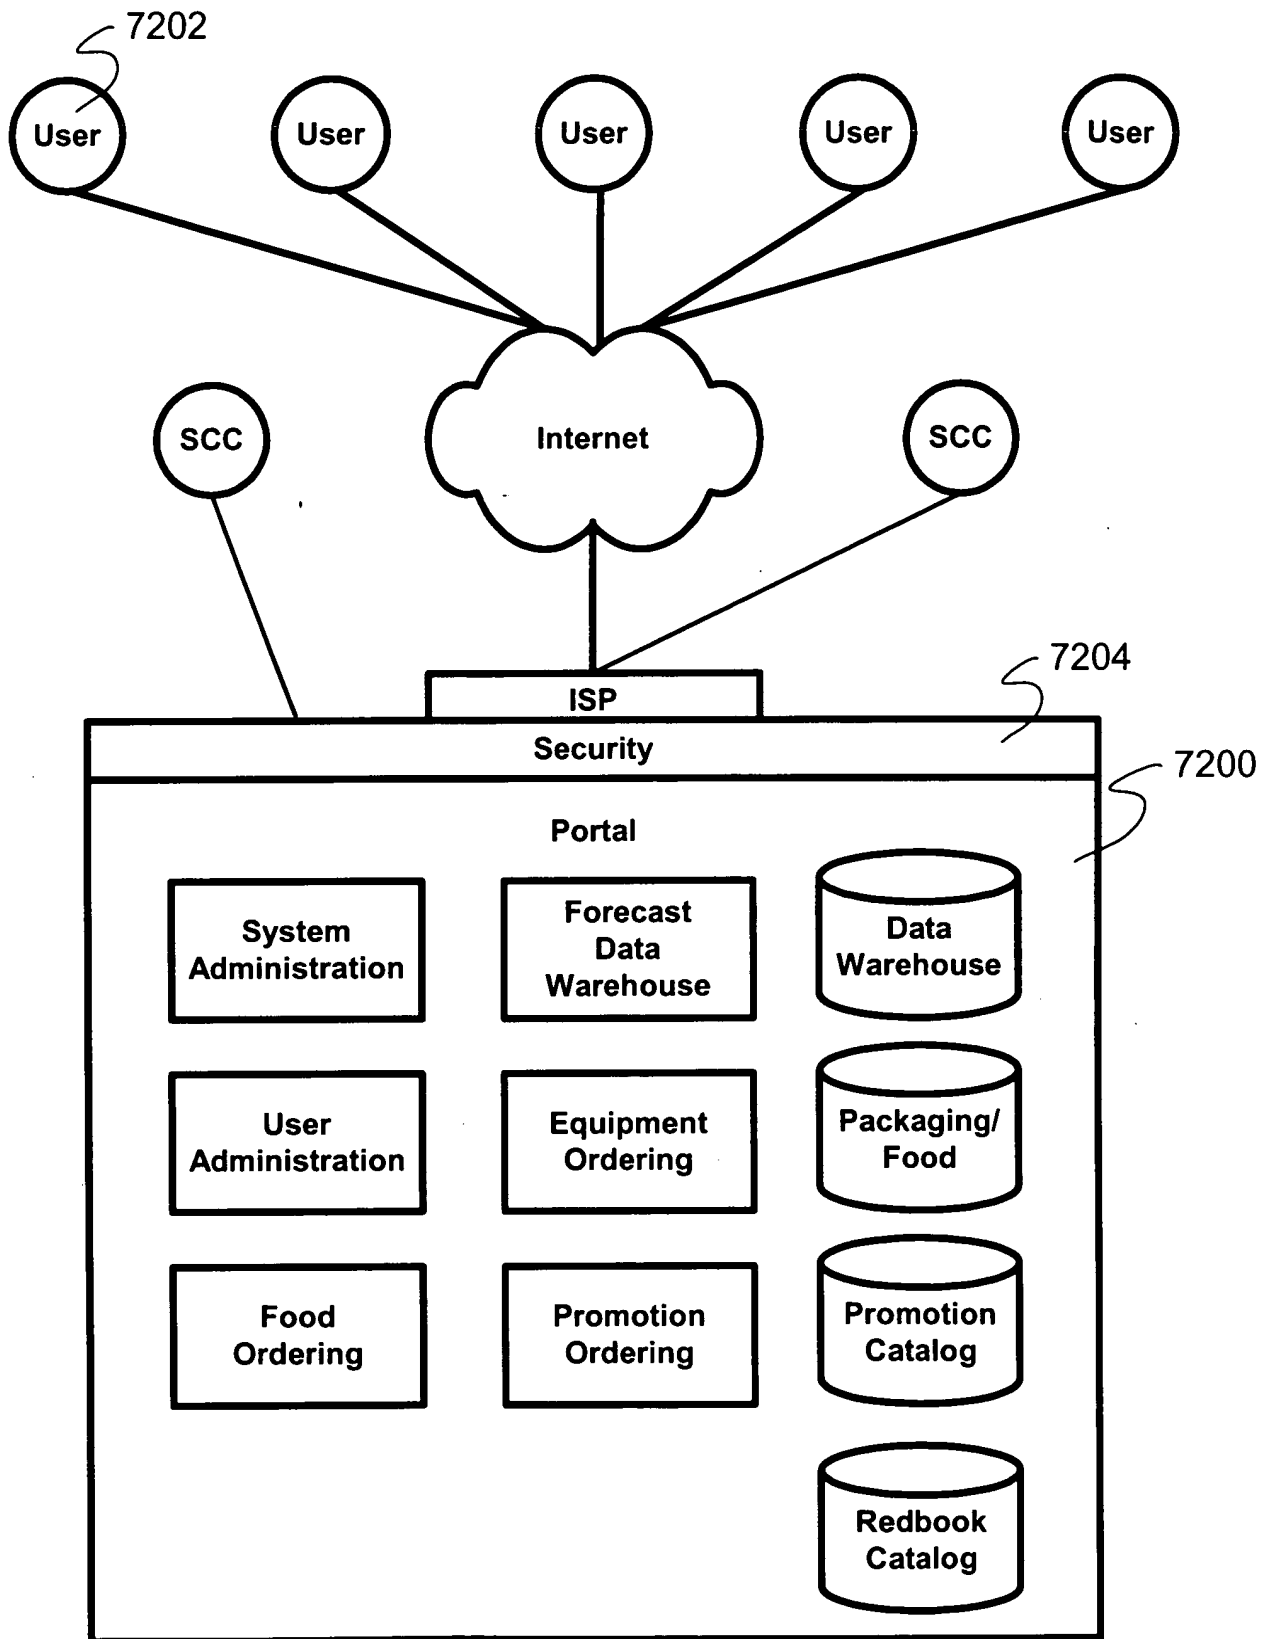 7202
User
User
User
User
User
SCC
Internet
SCC
7204
ISP
Security
7200
Portal
System
Administration
Forecast
Data
Warehouse
Data
Warehouse
User
Administration
Equipment
Ordering
Packaging/
Food
Food
Ordering
Promotion
Ordering
Promotion
Catalog
Redbook
Catalog